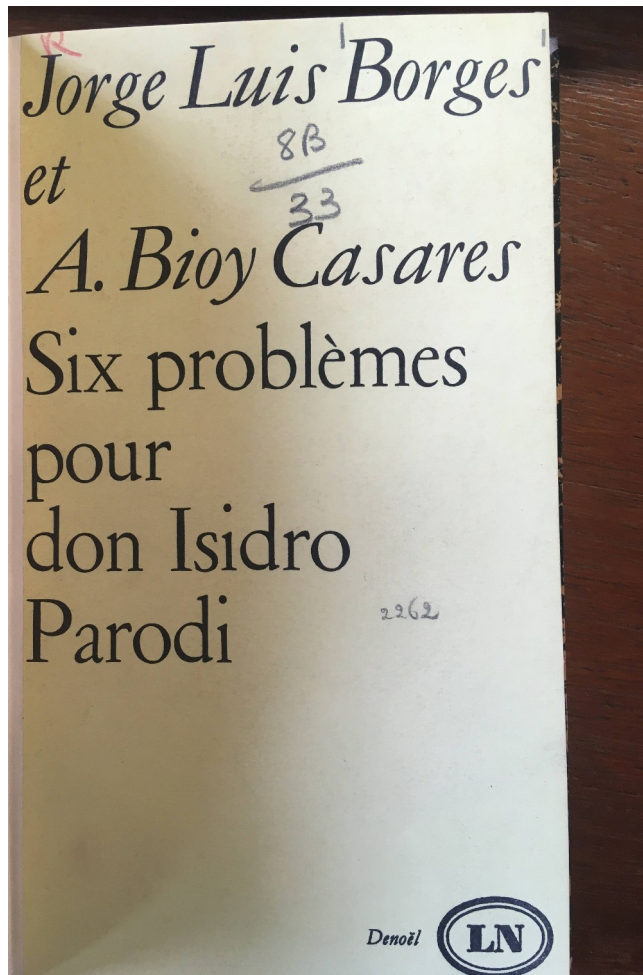 Jorge Luis Borges
8B
33
et
A. Bioy Casares
Six problèmes
pour
don Isidro
Parodi
2262
Denoël LN